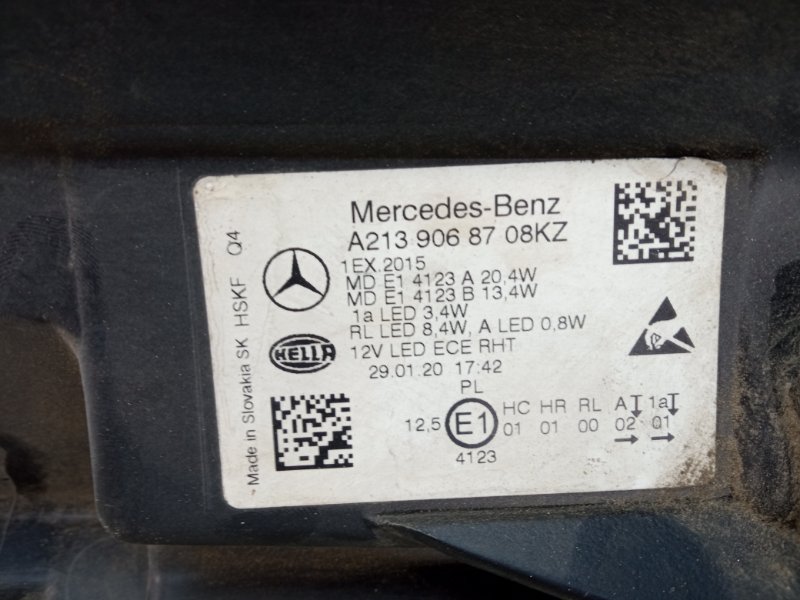 Mercedes-Benz
A213 906 87 08KZ
1EX.2015
MD E1 4123 A 20,4W
MD E1 4123 B 13,4W
1a LED 3,4W
RL LED 8,4W, A LED 0,8W
HELLA
12V LED ECE RHT
29.01.20 17:42
PL
12,5 E1 HC HR RL A 1a
01 01 00 02 01
4123
Made in Slovakia SK HSKF Q4